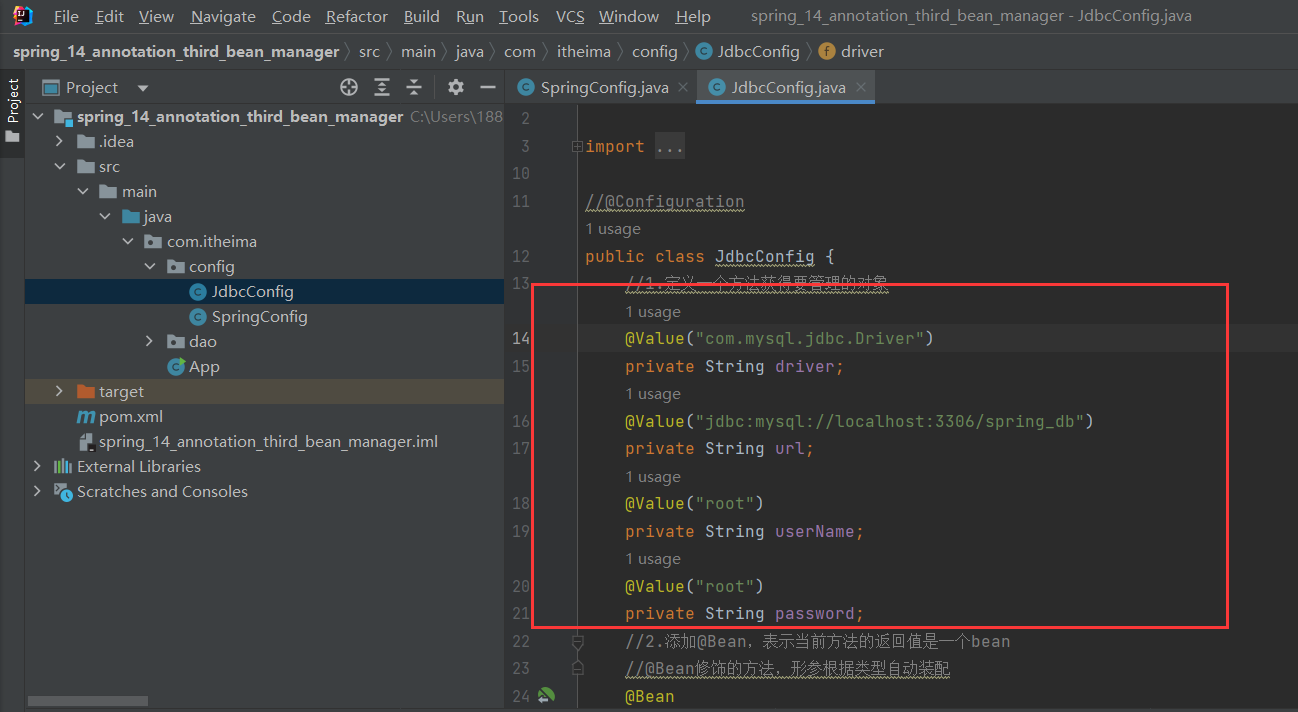 File Edit View Navigate Code Refactor Build Run Tools VCS Window Help spring_14_annotation_third_bean_manager - JdbcConfig.java
spring_14_annotation_third_bean_manager src main java com itheima config JdbcConfig driver
Project
Project
spring_14_annotation_third_bean_manager C:\Users\188
.idea
src
main
java
com.itheima
config
JdbcConfig
SpringConfig
dao
App
target
pom.xml
spring_14_annotation_third_bean_manager.iml
External Libraries
Scratches and Consoles
SpringConfig.java JdbcConfig.java
2
3 import ...
10
11 //@Configuration
1 usage
12 public class JdbcConfig {
13 //1.定义一个方法获得要管理的对象
1 usage
14 @Value("com.mysql.jdbc.Driver")
15 private String driver;
1 usage
16 @Value("jdbc:mysql://localhost:3306/spring_db")
17 private String url;
1 usage
18 @Value("root")
19 private String userName;
1 usage
20 @Value("root")
21 private String password;
22 //2.添加@Bean，表示当前方法的返回值是一个bean
23 //@Bean修饰的方法，形参根据类型自动装配
24 @Bean